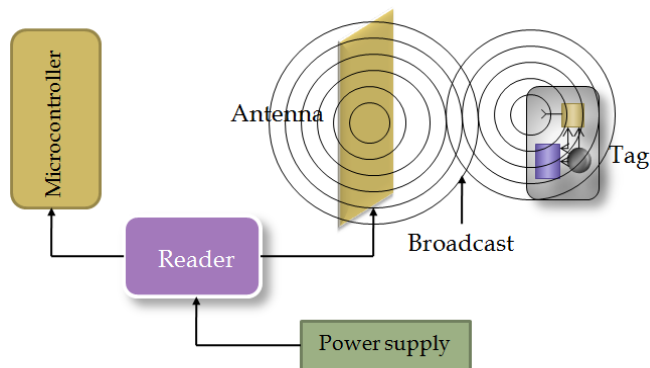 Microcontroller
Antenna
Tag
Broadcast
Reader
Power supply